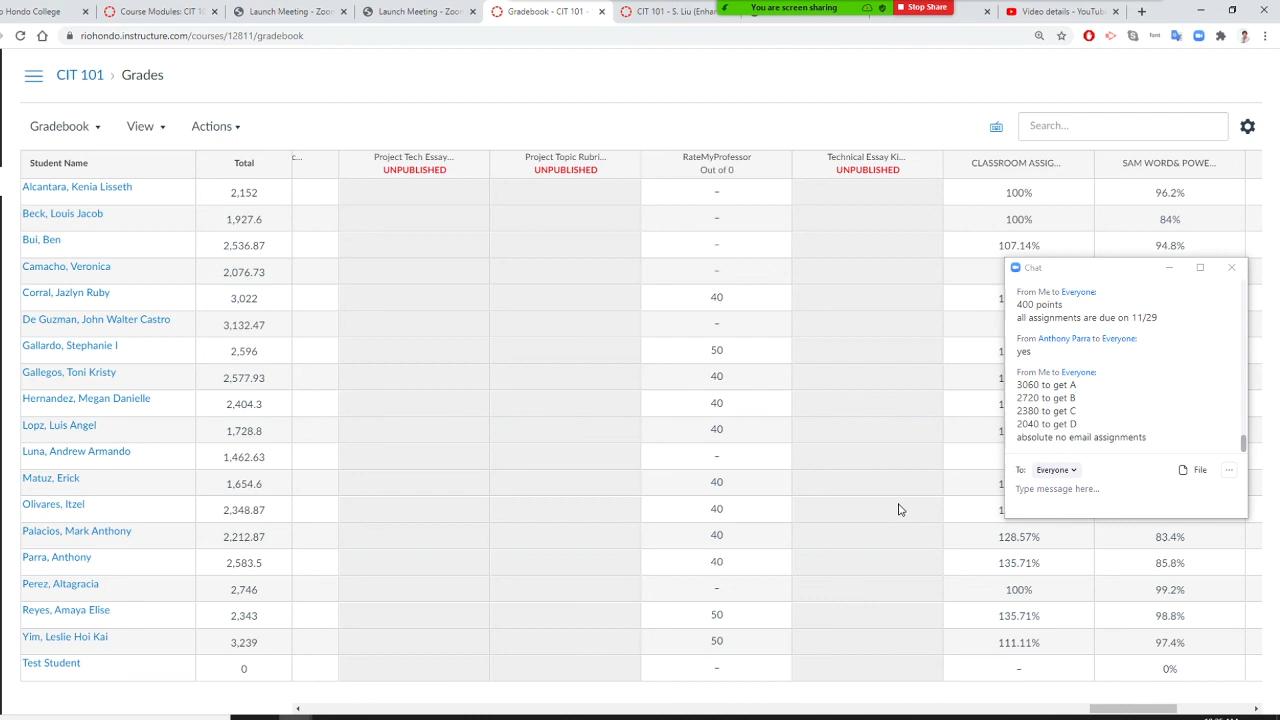 o Hondo College
Course Modules: CIT 10
Launch Meeting - Zoo
Launch Meeting - Zoo
Gradebook - CIT 101 -
CIT 101 - S. Liu (Enha
You are screen sharing
Stop Share
Video details - YouTub
riohondo.instructure.com/courses/12811/gradebook
CIT 101 › Grades
Gradebook View Actions Search...
Student Name Total c... Project Tech Essay... Project Topic Rubri... RateMyProfessor Technical Essay Ki... CLASSROOM ASSIG... SAM WORD& POWE...
UNPUBLISHED UNPUBLISHED Out of 0 UNPUBLISHED
Alcantara, Kenia Lisseth 2,152 – 100% 96.2%
Beck, Louis Jacob 1,927.6 – 100% 84%
Bui, Ben 2,536.87 – 107.14% 94.8%
Camacho, Veronica 2,076.73 –
Corral, Jazlyn Ruby 3,022 40 1
De Guzman, John Walter Castro 3,132.47 – 1
Gallardo, Stephanie I 2,596 50 1
Gallegos, Toni Kristy 2,577.93 40 1
Hernandez, Megan Danielle 2,404.3 40 1
Lopz, Luis Angel 1,728.8 40 1
Luna, Andrew Armando 1,462.63 –
Matuz, Erick 1,654.6 40 1
Olivares, Itzel 2,348.87 40 1
Palacios, Mark Anthony 2,212.87 40 128.57% 83.4%
Parra, Anthony 2,583.5 40 135.71% 85.8%
Perez, Altagracia 2,746 – 100% 99.2%
Reyes, Amaya Elise 2,343 50 135.71% 98.8%
Yim, Leslie Hoi Kai 3,239 50 111.11% 97.4%
Test Student 0 – – 0%
Chat
From Me to Everyone:
400 points
all assignments are due on 11/29
From Anthony Parra to Everyone:
yes
From Me to Everyone:
3060 to get A
2720 to get B
2380 to get C
2040 to get D
absolute no email assignments
To: Everyone File ...
Type message here...